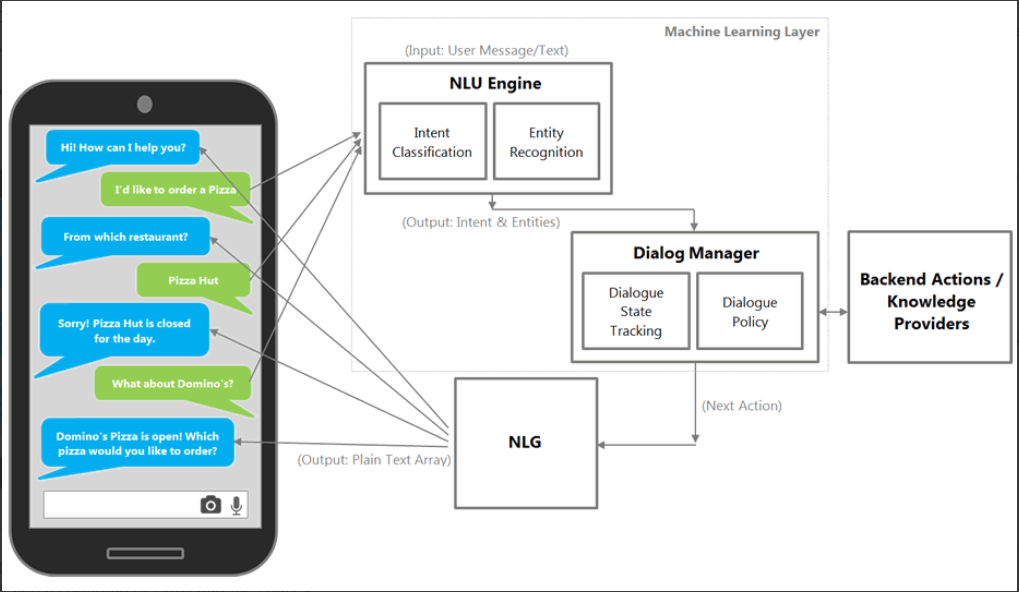 Machine Learning Layer
(Input: User Message/Text)
NLU Engine
Intent
Classification
Entity
Recognition
(Output: Intent & Entities)
Dialog Manager
Dialogue
State
Tracking
Dialogue
Policy
Backend Actions /
Knowledge
Providers
(Next Action)
NLG
(Output: Plain Text Array)
Hi! How can I help you?
I'd like to order a Pizza
From which restaurant?
Pizza Hut
Sorry! Pizza Hut is closed
for the day.
What about Domino's?
Domino's Pizza is open! Which
pizza would you like to order?